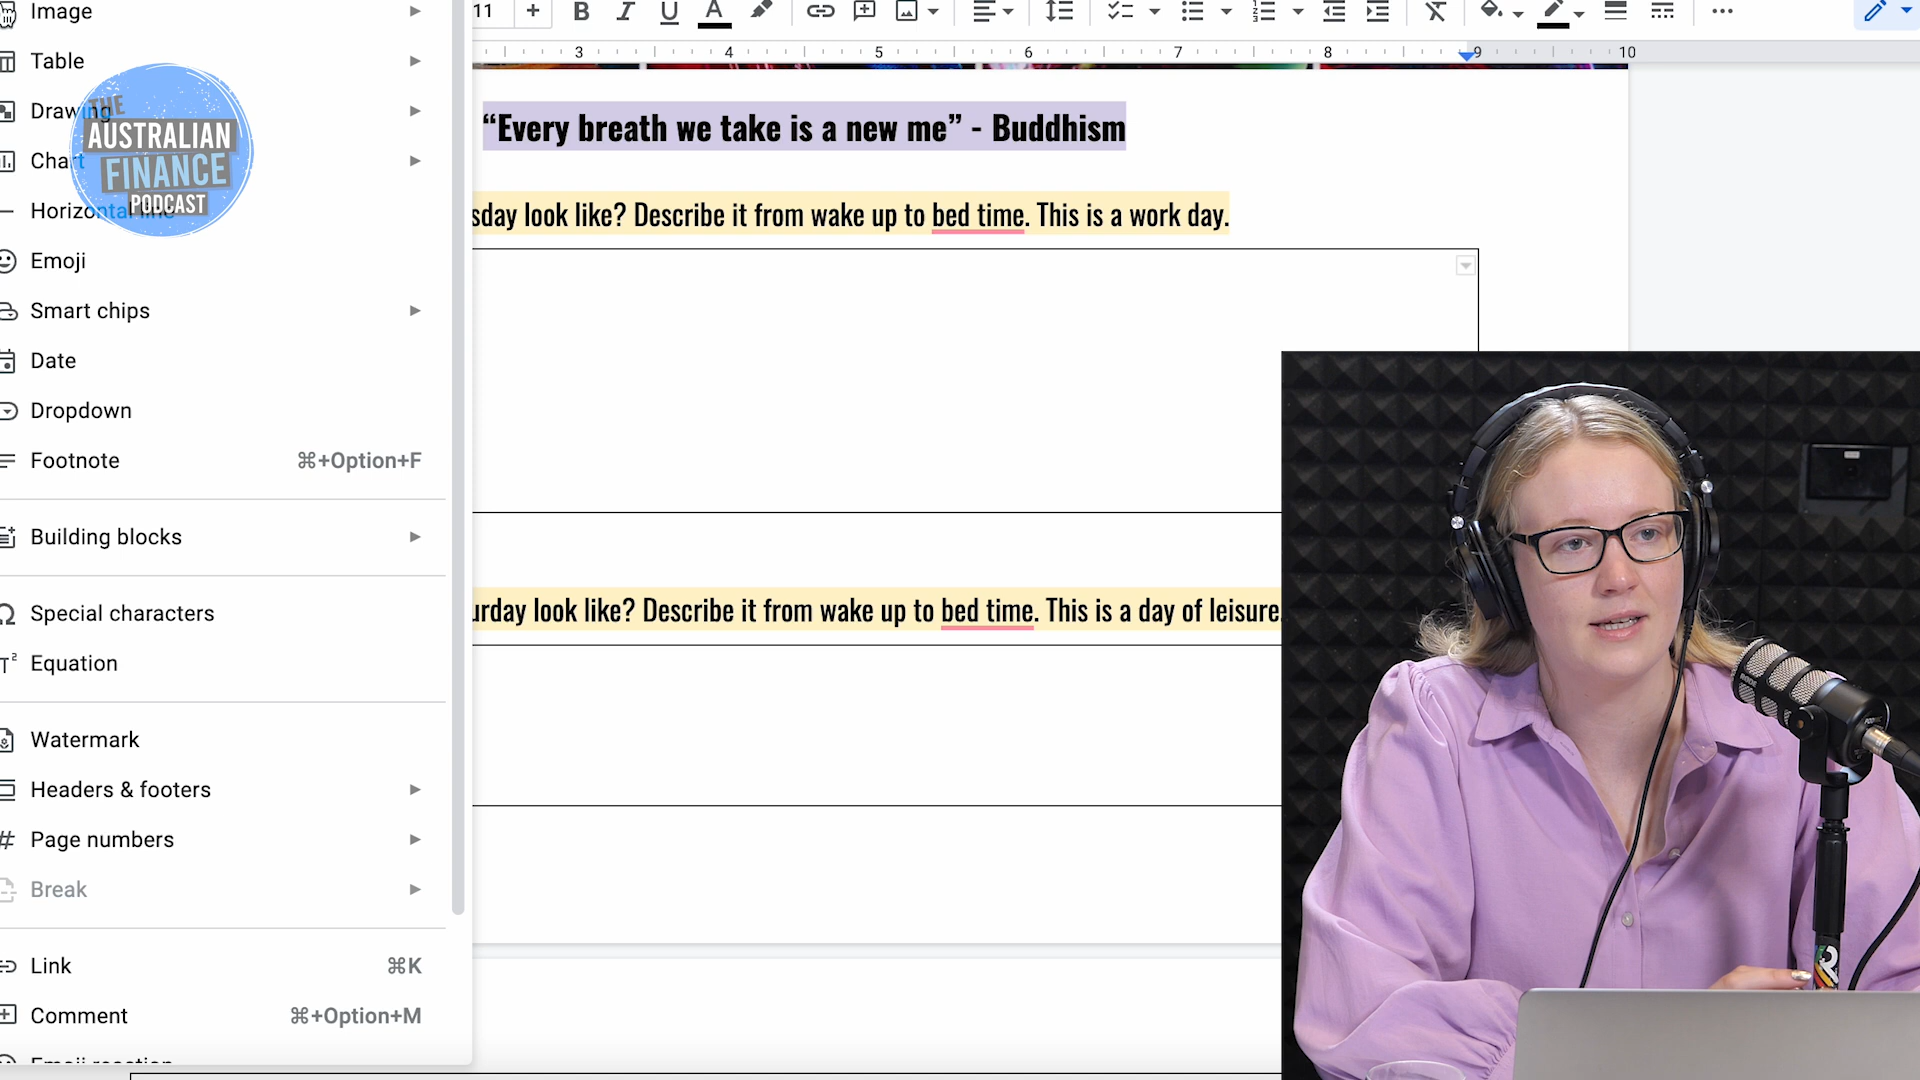 Image
11
B
I
U
A
3
4
5
6
7
8
9
10
Table
“Every breath we take is a new me” - Buddhism
Drawing
THE
AUSTRALIAN
FINANCE
PODCAST
Chart
Horizontal line
sday look like? Describe it from wake up to bed time. This is a work day.
Emoji
Smart chips
Date
Dropdown
Footnote ⌘+Option+F
Building blocks
Special characters
urday look like? Describe it from wake up to bed time. This is a day of leisure.
Equation
Watermark
Headers & footers
Page numbers
Break
Link ⌘K
Comment ⌘+Option+M
Emoji reaction